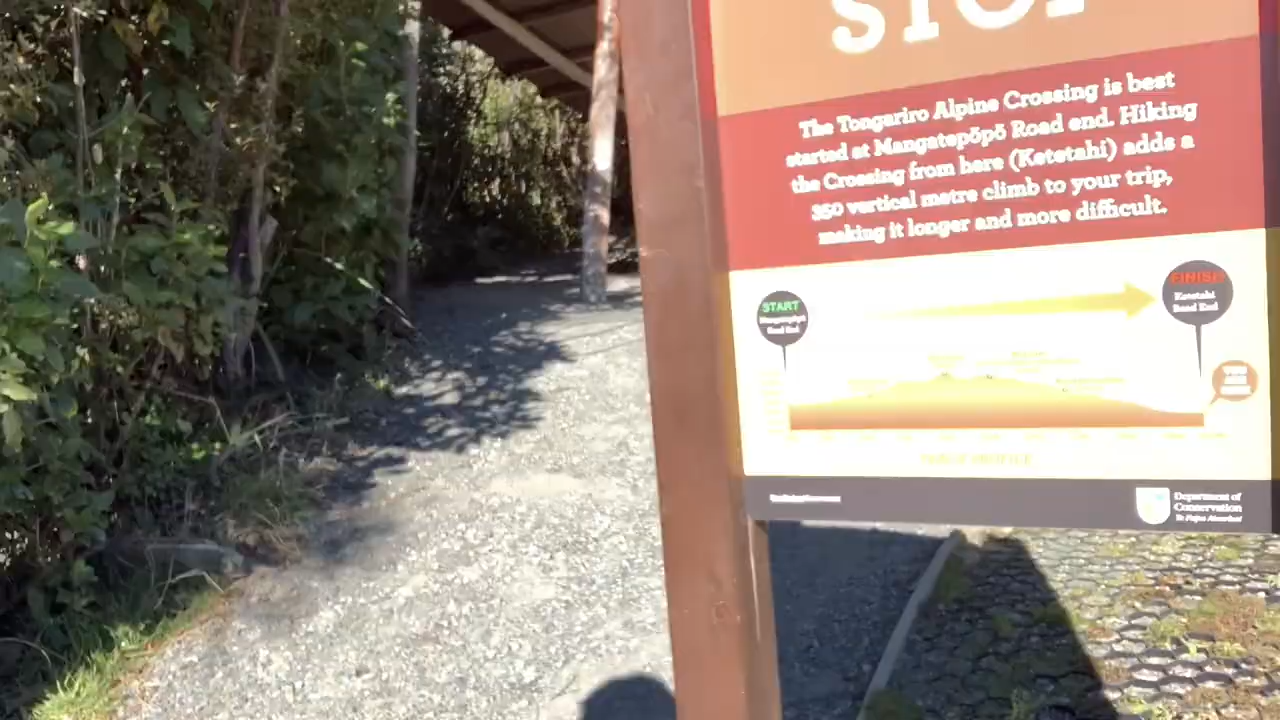 STOP
The Tongariro Alpine Crossing is best
started at Mangatepōpō Road end. Hiking
the Crossing from here (Ketetahi) adds a
350 vertical metre climb to your trip,
making it longer and more difficult.
START
Road End
FINISH
Ketetahi
Road End
Department of
Conservation
Te Papa Atawhai